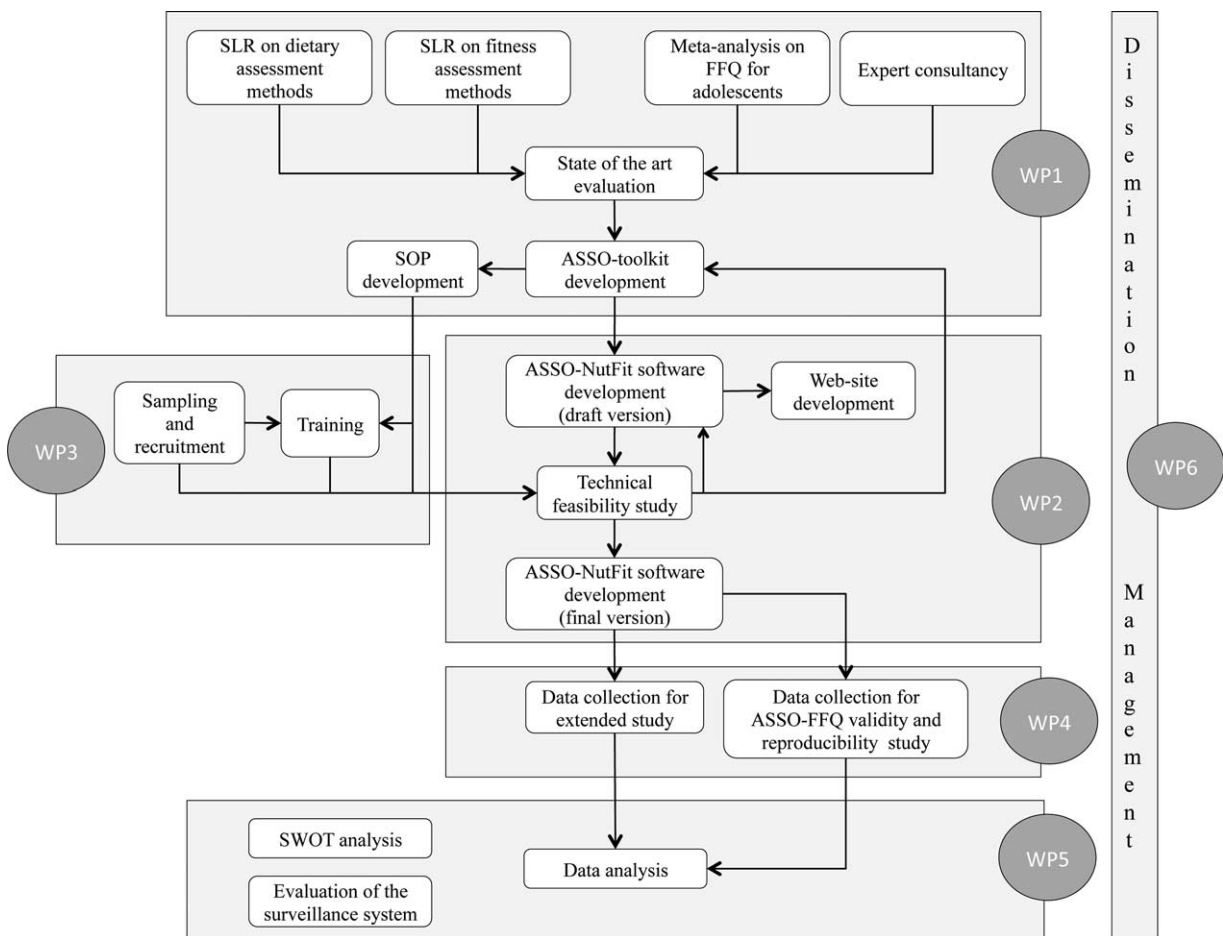 SLR on dietary
assessment
methods
SLR on fitness
assessment
methods
Meta-analysis on
FFQ for
adolescents
Expert consultancy
State of the art
evaluation
WP1
SOP
development
ASSO-toolkit
development
ASSO-NutFit software
development
(draft version)
Web-site
development
Sampling
and
recruitment
Training
WP3
Technical
feasibility study
WP2
ASSO-NutFit software
development
(final version)
Data collection for
extended study
Data collection for
ASSO-FFQ validity and
reproducibility study
WP4
SWOT analysis
Evaluation of the
surveillance system
Data analysis
WP5
Dissemination
Management
WP6